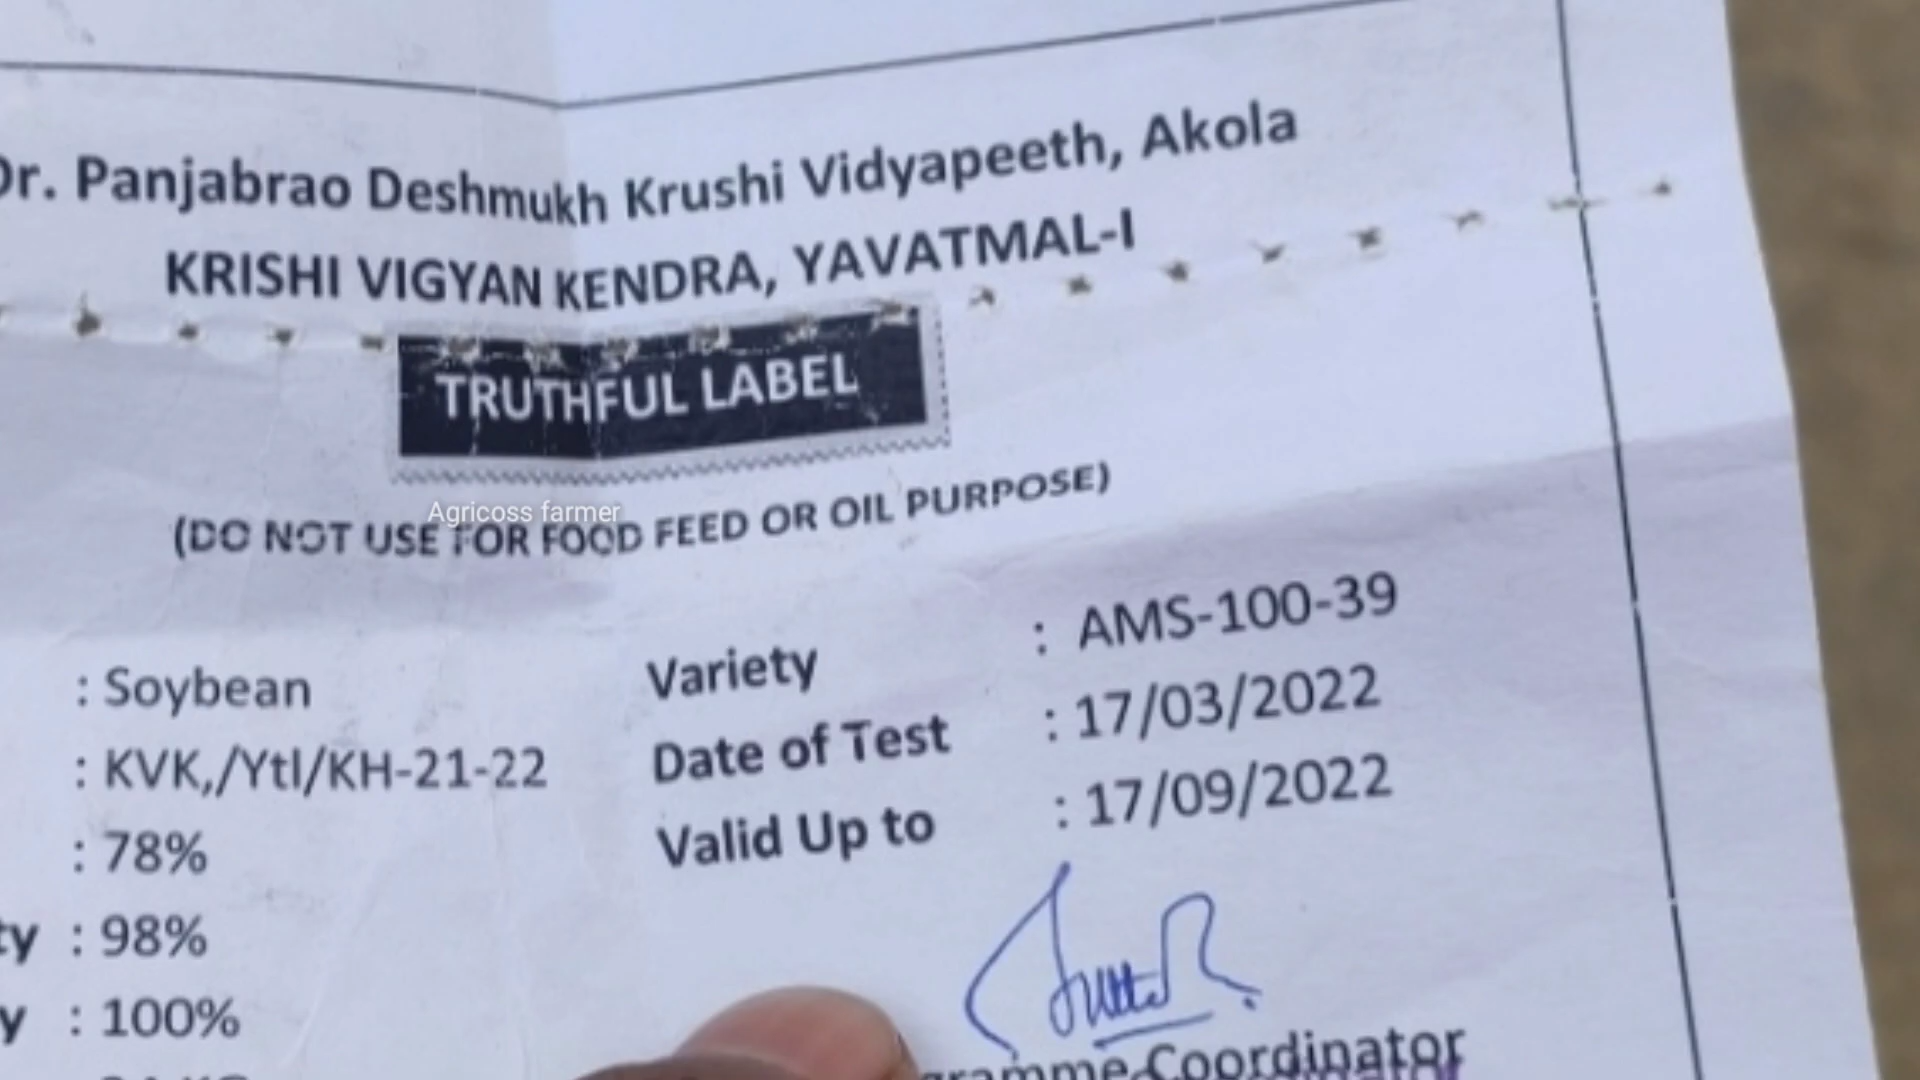 Dr. Panjabrao Deshmukh Krushi Vidyapeeth, Akola
KRISHI VIGYAN KENDRA, YAVATMAL-I
TRUTHFUL LABEL
Agricoss farmer
(DO NOT USE FOR FOOD FEED OR OIL PURPOSE)
: Soybean Variety : AMS-100-39
: KVK,/Ytl/KH-21-22 Date of Test : 17/03/2022
: 78% Valid Up to : 17/09/2022
ty : 98%
y : 100%
gramme Coordinator